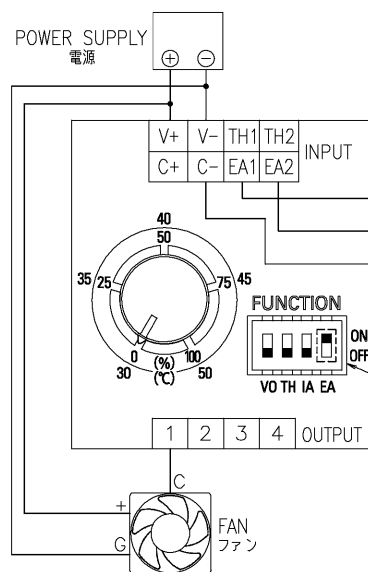 POWER SUPPLY
電源
+ −
V+ V− TH1 TH2
C+ C− EA1 EA2
INPUT
40
50
35 25 75 45
0 100
30 (%) 50
(℃)
FUNCTION
ON
OFF
VO TH IA EA
1 2 3 4 OUTPUT
C
+
G
FAN
ファン